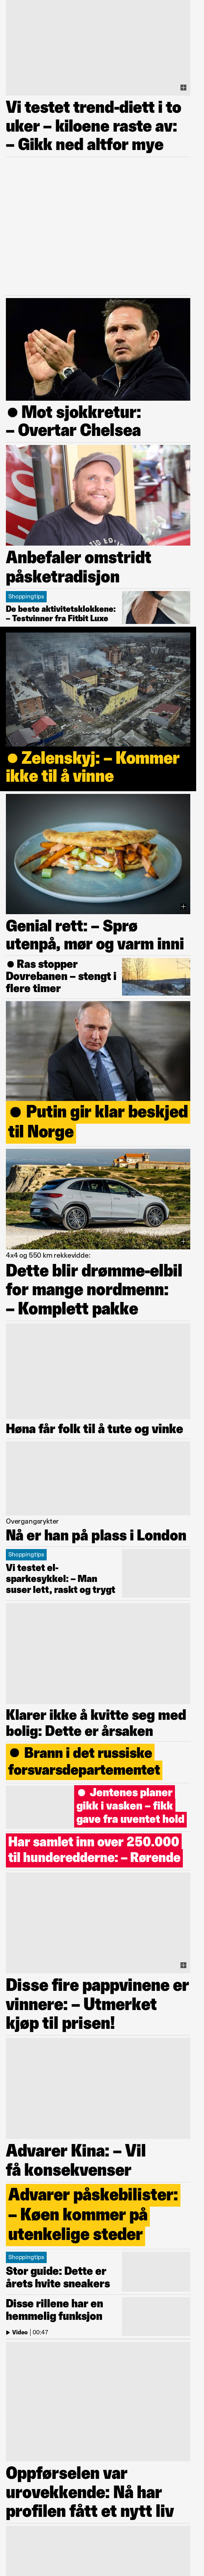 Vi testet trend-diett i to
uker – kiloene raste av:
– Gikk ned altfor mye
● Mot sjokkretur:
– Overtar Chelsea
Anbefaler omstridt
påsketradisjon
Shoppingtips
De beste aktivitetsklokkene:
– Testvinner fra Fitbit Luxe
● Zelenskyj: – Kommer
ikke til å vinne
Genial rett: – Sprø
utenpå, mør og varm inni
● Ras stopper
Dovrebanen – stengt i
flere timer
● Putin gir klar beskjed
til Norge
4x4 og 550 km rekkevidde:
Dette blir drømme-elbil
for mange nordmenn:
– Komplett pakke
Høna får folk til å tute og vinke
Overgangsrykter
Nå er han på plass i London
Shoppingtips
Vi testet el-
sparkesykkel: – Man
suser lett, raskt og trygt
Klarer ikke å kvitte seg med
bolig: Dette er årsaken
● Brann i det russiske
forsvarsdepartementet
● Jentenes planer
gikk i vasken – fikk
gave fra uventet hold
Har samlet inn over 250.000
til hunderedderne: – Rørende
Disse fire pappvinene er
vinnere: – Utmerket
kjøp til prisen!
Advarer Kina: – Vil
få konsekvenser
Advarer påskebilister:
– Køen kommer på
utenkelige steder
Shoppingtips
Stor guide: Dette er
årets hvite sneakers
Disse rillene har en
hemmelig funksjon
Video | 00:47
Oppførselen var
urovekkende: Nå har
profilen fått et nytt liv